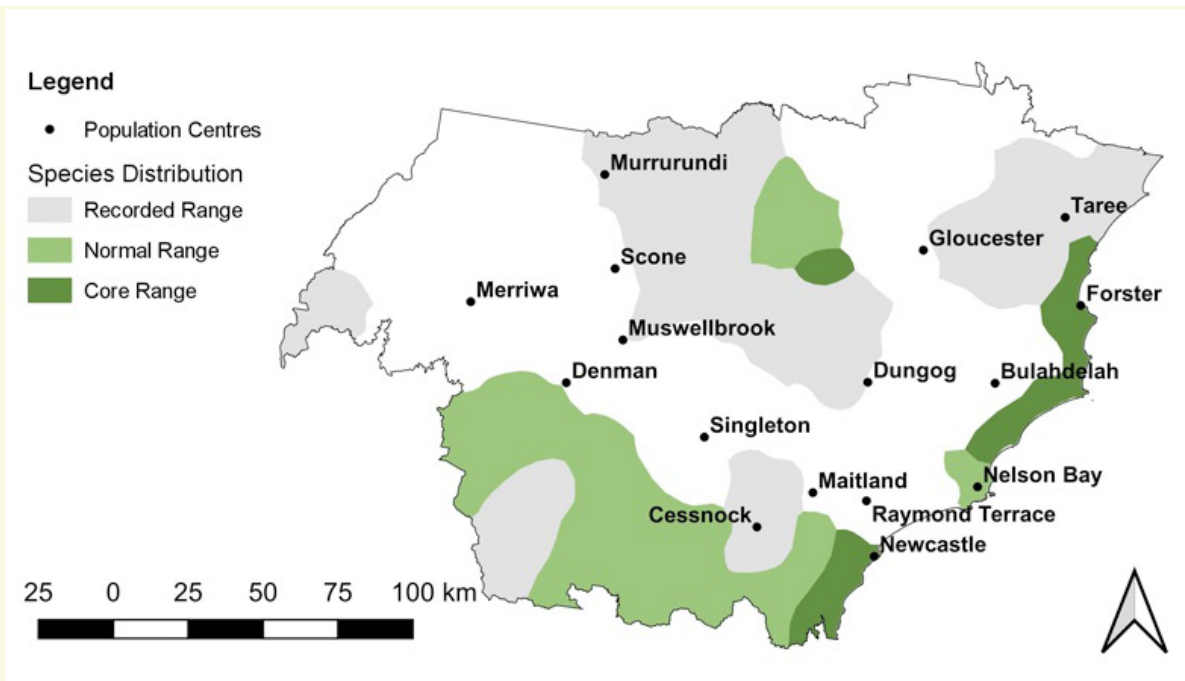 Legend
Population Centres
Species Distribution
Recorded Range
Normal Range
Core Range
Murrurundi
Taree
Gloucester
Scone
Merriwa
Forster
Muswellbrook
Denman
Dungog
Bulahdelah
Singleton
Maitland
Nelson Bay
Cessnock
Raymond Terrace
Newcastle
25 0 25 50 75 100 km